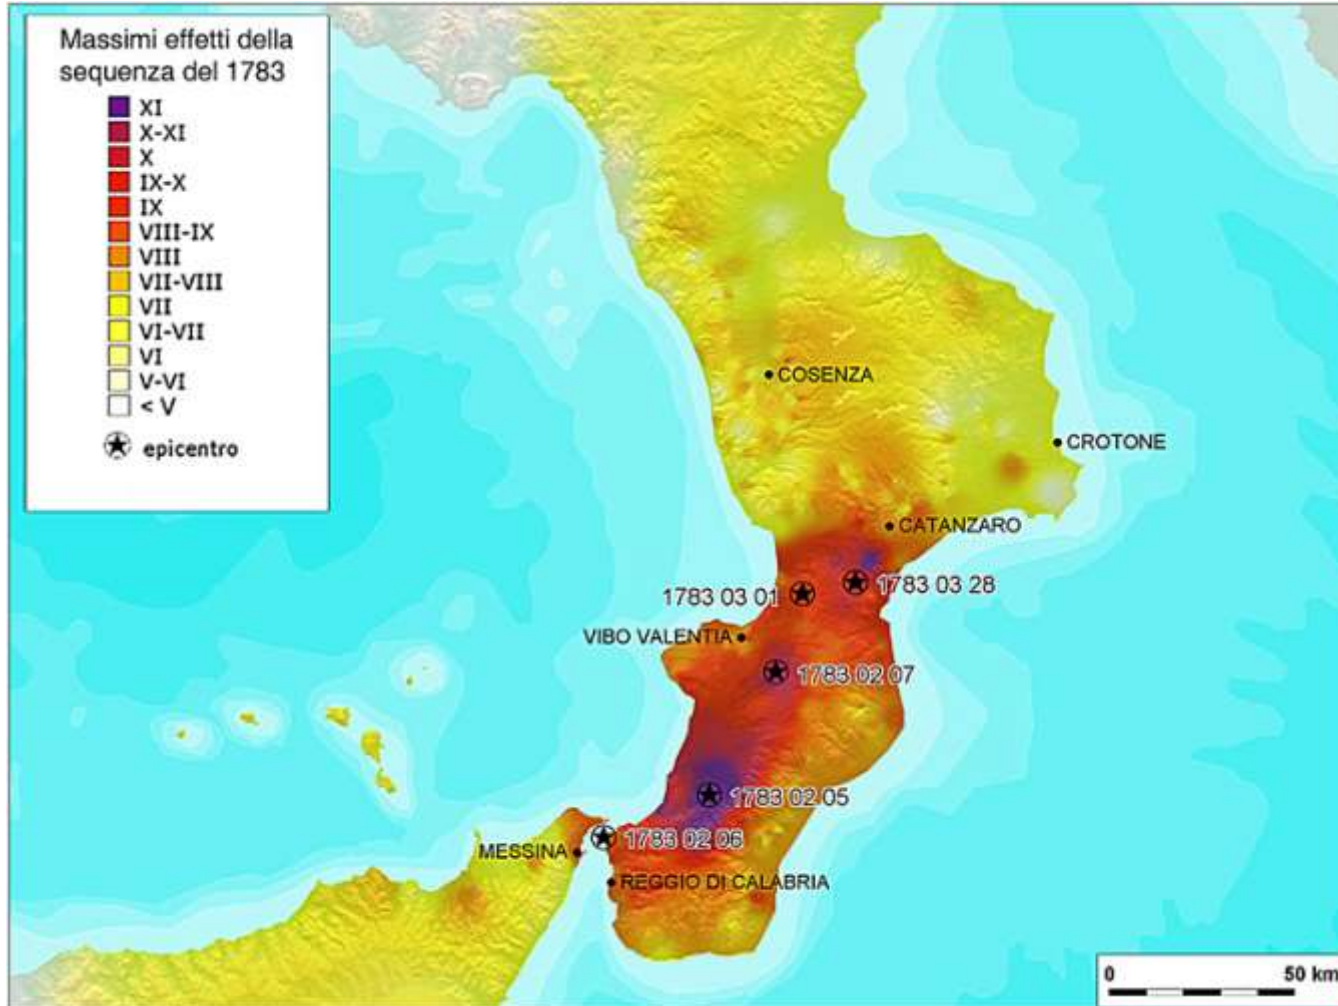 Massimi effetti della
sequenza del 1783
XI
X-XI
X
IX-X
IX
VIII-IX
VIII
VII-VIII
VII
VI-VII
VI
V-VI
< V
epicentro
COSENZA
CROTONE
CATANZARO
1783 03 28
1783 03 01
VIBO VALENTIA
1783 02 07
1783 02 05
1783 02 06
MESSINA
REGGIO DI CALABRIA
0 50 km